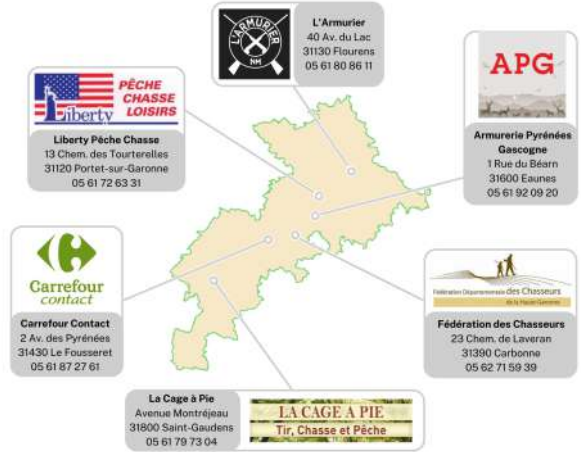 L'ARMURIER
NM
L'Armurier
40 Av. du Lac
31130 Flourens
05 61 80 86 11
Liberty
PÊCHE
CHASSE
LOISIRS
Liberty Pêche Chasse
13 Chem. des Tourterelles
31120 Portet-sur-Garonne
05 61 72 63 31
APG
Armurerie Pyrénées
Gascogne
1 Rue du Béarn
31600 Eaunes
05 61 92 09 20
Carrefour
contact
Carrefour Contact
2 Av. des Pyrénées
31430 Le Fousseret
05 61 87 27 61
Fédération Départementale des Chasseurs
de la Haute-Garonne
Fédération des Chasseurs
23 Chem. de Laveran
31390 Carbonne
05 62 71 59 39
La Cage à Pie
Avenue Montréjeau
31800 Saint-Gaudens
05 61 79 73 04
LA CAGE A PIE
Tir, Chasse et Pêche